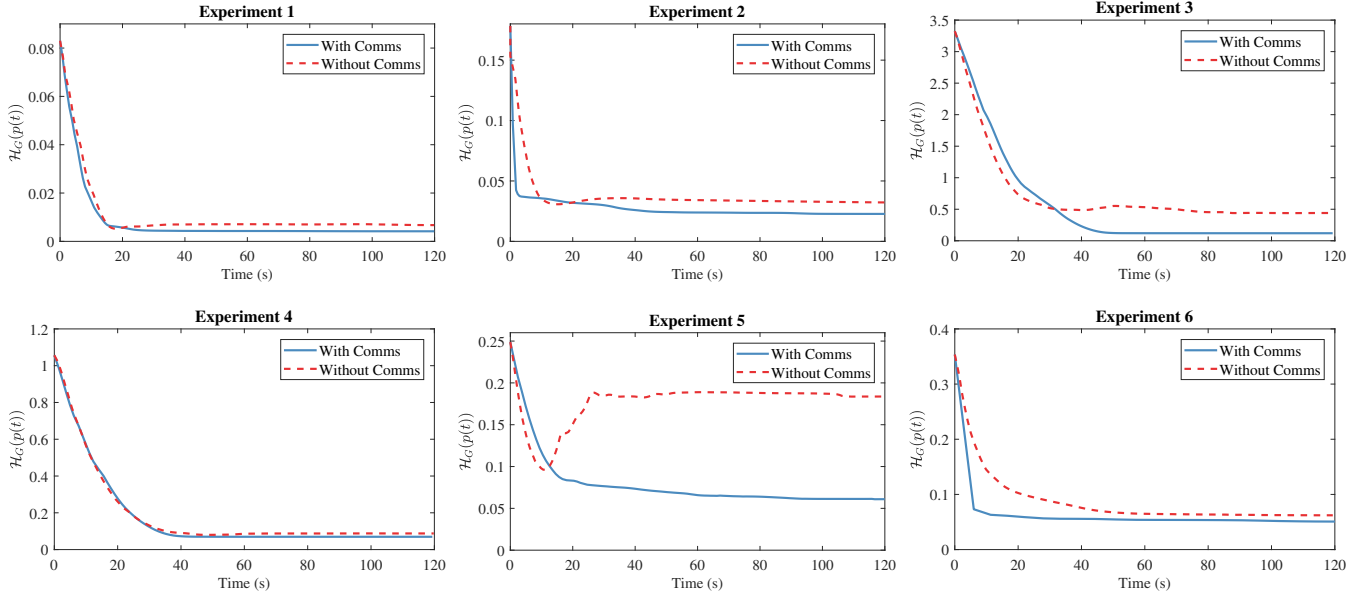 Experiment 1
0.08
0.06
0.04
0.02
0
ℋ_G(p(t))
With Comms
Without Comms
0 20 40 60 80 100 120
Time (s)
Experiment 2
0.15
0.1
0.05
0
ℋ_G(p(t))
With Comms
Without Comms
0 20 40 60 80 100 120
Time (s)
Experiment 3
3.5
3
2.5
2
1.5
1
0.5
0
ℋ_G(p(t))
With Comms
Without Comms
0 20 40 60 80 100 120
Time (s)
Experiment 4
1.2
1
0.8
0.6
0.4
0.2
0
ℋ_G(p(t))
With Comms
Without Comms
0 20 40 60 80 100 120
Time (s)
Experiment 5
0.25
0.2
0.15
0.1
0.05
0
ℋ_G(p(t))
With Comms
Without Comms
0 20 40 60 80 100 120
Time (s)
Experiment 6
0.4
0.3
0.2
0.1
0
ℋ_G(p(t))
With Comms
Without Comms
0 20 40 60 80 100 120
Time (s)